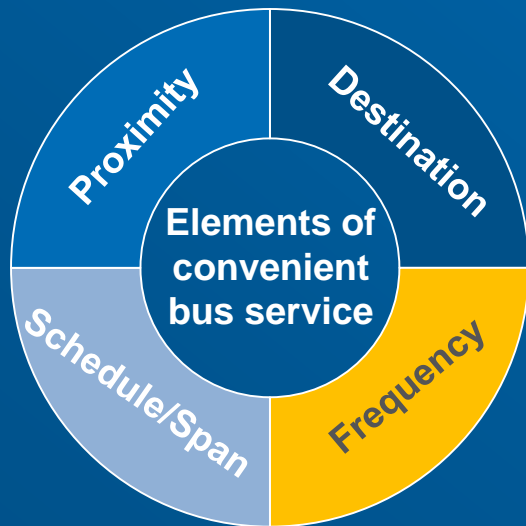 Proximity
Destination
Elements of
convenient
bus service
Schedule/Span
Frequency